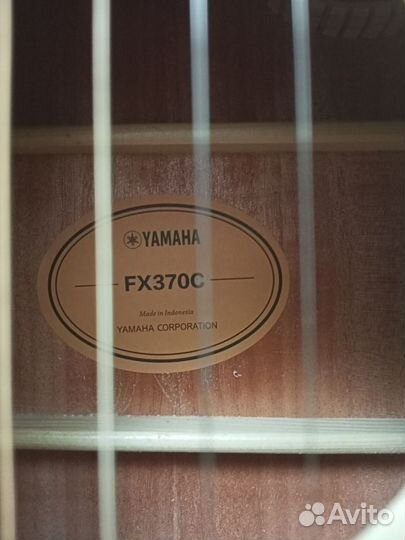 YAMAHA
FX370C
Made in Indonesia
YAMAHA CORPORATION
Avito